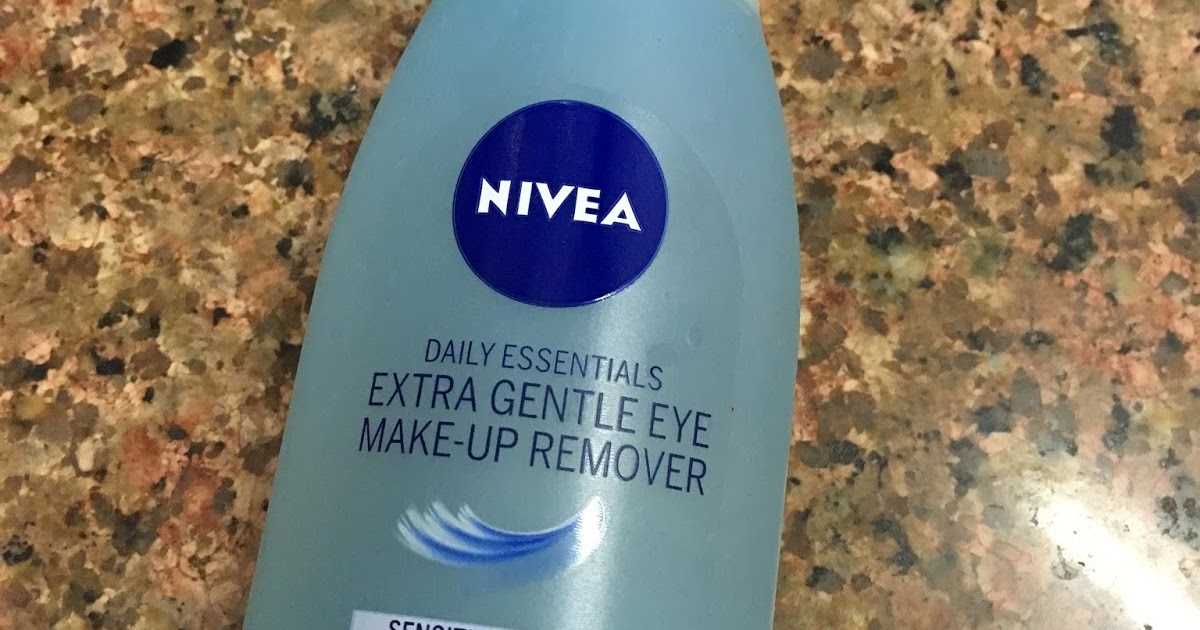 NIVEA
DAILY ESSENTIALS
EXTRA GENTLE EYE
MAKE-UP REMOVER